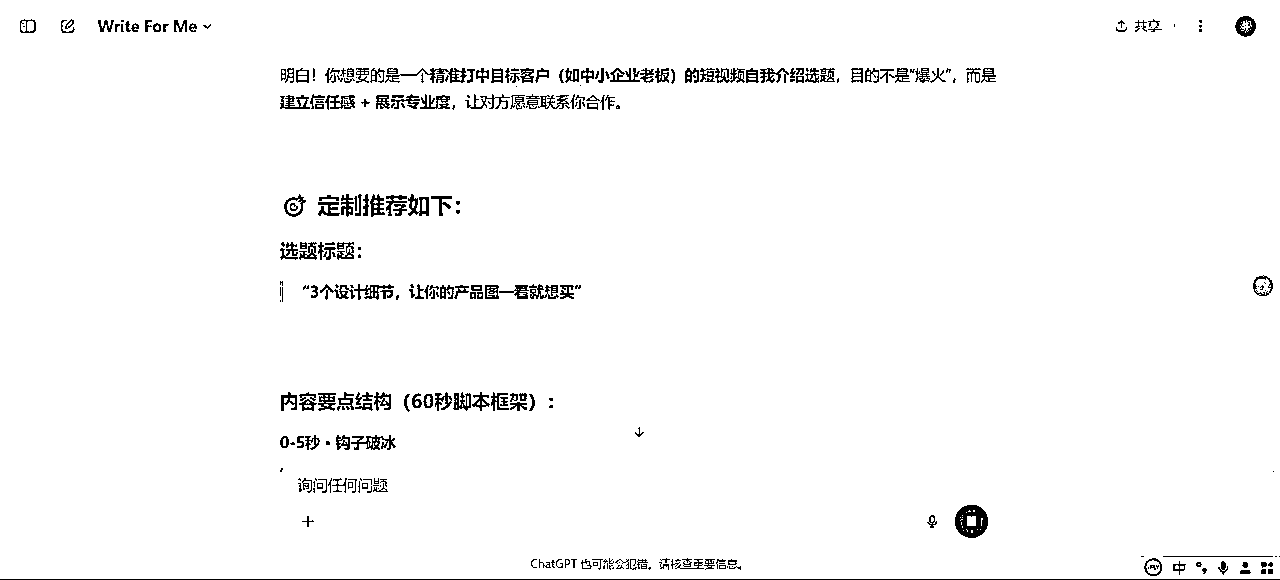 Write For Me
共享
明白！你想要的是一个精准打中目标客户（如中小企业老板）的短视频自我介绍选题，目的不是“爆火”，而是
建立信任感 + 展示专业度，让对方愿意联系你合作。
定制推荐如下：
选题标题：
“3个设计细节，让你的产品图一看就想买”
内容要点结构（60秒脚本框架）：
0-5秒 · 钩子破冰
询问任何问题
ChatGPT 也可能会犯错。请核查重要信息。
中